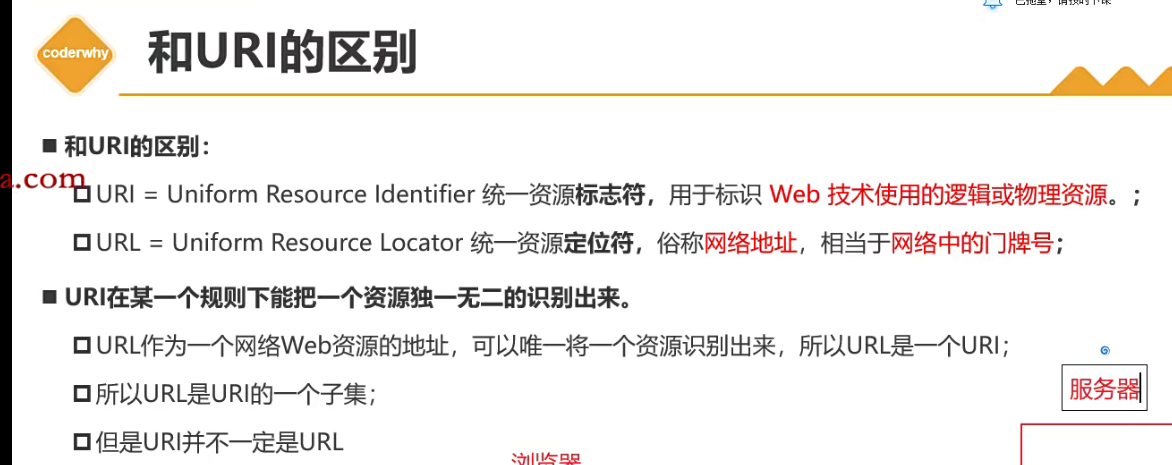 coderwhy
和URI的区别
和URI的区别：
a.com
URI = Uniform Resource Identifier 统一资源标志符，用于标识 Web 技术使用的逻辑或物理资源。；
URL = Uniform Resource Locator 统一资源定位符，俗称网络地址，相当于网络中的门牌号；
URI在某一个规则下能把一个资源独一无二的识别出来。
URL作为一个网络Web资源的地址，可以唯一将一个资源识别出来，所以URL是一个URI；
所以URL是URI的一个子集；
服务器
但是URI并不一定是URL
浏览器